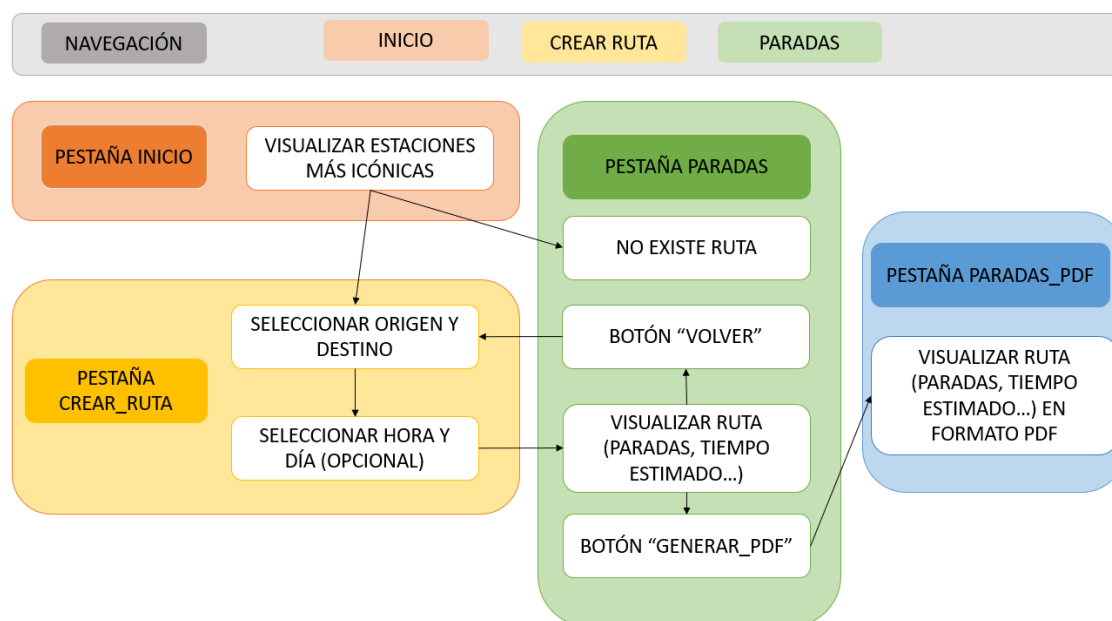 NAVEGACIÓN
INICIO
CREAR RUTA
PARADAS
PESTAÑA INICIO
VISUALIZAR ESTACIONES
MÁS ICÓNICAS
PESTAÑA PARADAS
NO EXISTE RUTA
PESTAÑA PARADAS_PDF
SELECCIONAR ORIGEN Y
DESTINO
BOTÓN “VOLVER”
PESTAÑA
CREAR_RUTA
VISUALIZAR RUTA
(PARADAS, TIEMPO
ESTIMADO…) EN
FORMATO PDF
SELECCIONAR HORA Y
DÍA (OPCIONAL)
VISUALIZAR RUTA
(PARADAS, TIEMPO
ESTIMADO…)
BOTÓN “GENERAR_PDF”